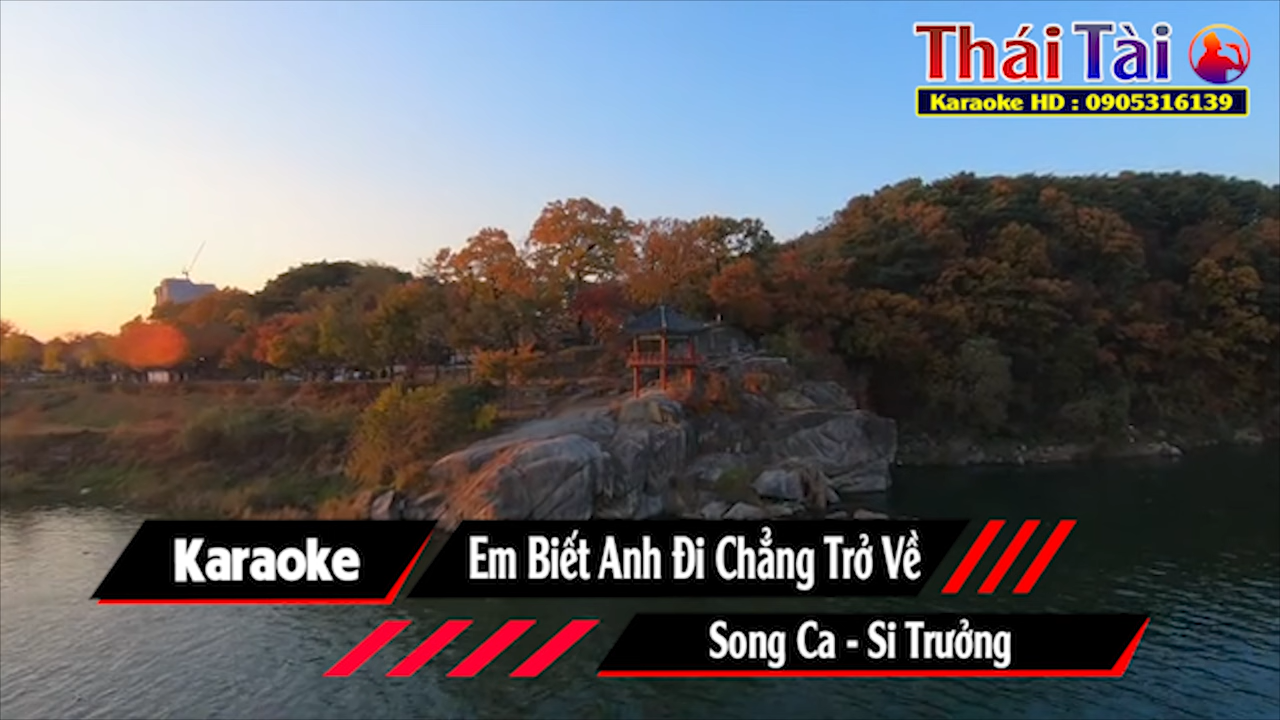 Thái Tài
Karaoke HD : 0905316139
Karaoke
Em Biết Anh Đi Chẳng Trở Về
Song Ca - Si Trưởng